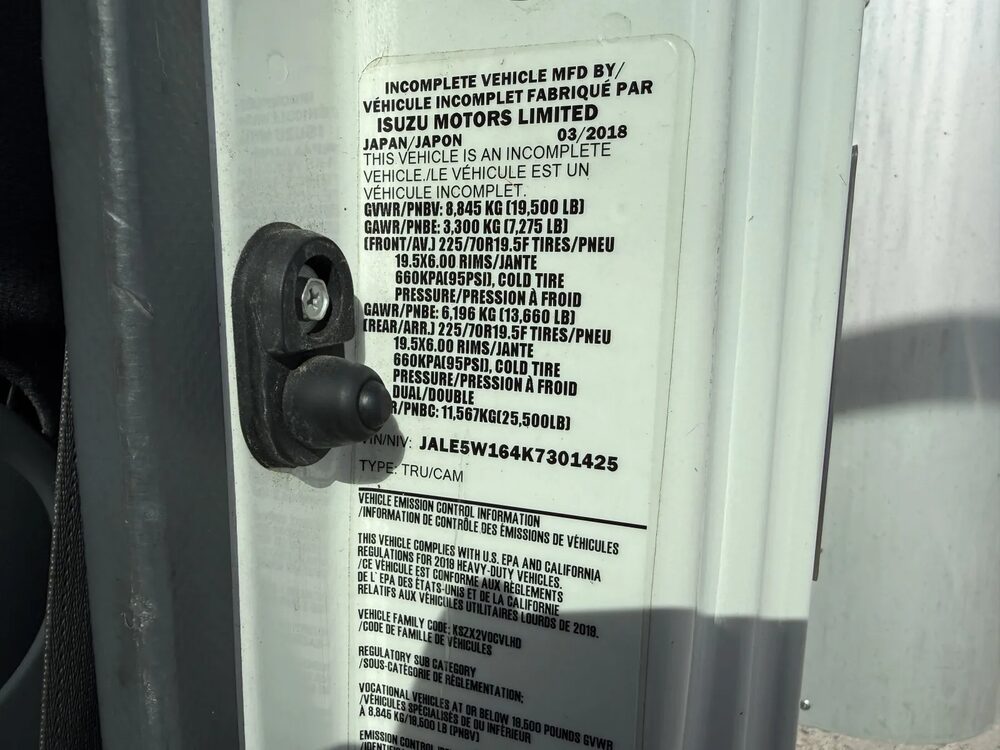 INCOMPLETE VEHICLE MFD BY/
VÉHICULE INCOMPLET FABRIQUÉ PAR
ISUZU MOTORS LIMITED
JAPAN/JAPON 03/2018
THIS VEHICLE IS AN INCOMPLETE
VEHICLE./LE VÉHICULE EST UN
VÉHICULE INCOMPLET.
GVWR/PNBV: 8,845 KG (19,500 LB)
GAWR/PNBE: 3,300 KG (7,275 LB)
(FRONT/AV.) 225/70R19.5F TIRES/PNEU
19.5X6.00 RIMS/JANTE
660KPA(95PSI), COLD TIRE
PRESSURE/PRESSION À FROID
GAWR/PNBE: 6,196 KG (13,660 LB)
(REAR/ARR.) 225/70R19.5F TIRES/PNEU
19.5X6.00 RIMS/JANTE
660KPA(95PSI), COLD TIRE
PRESSURE/PRESSION À FROID
DUAL/DOUBLE
R/PNBC: 11,567KG(25,500LB)
VIN/NIV: JALE5W164K7301425
TYPE: TRU/CAM
VEHICLE EMISSION CONTROL INFORMATION
/INFORMATION DE CONTRÔLE DES ÉMISSIONS DE VÉHICULES
THIS VEHICLE COMPLIES WITH U.S. EPA AND CALIFORNIA
REGULATIONS FOR 2018 HEAVY-DUTY VEHICLES.
/CE VÉHICULE EST CONFORME AUX RÈGLEMENTS
DE L' EPA DES ÉTATS-UNIS ET DE LA CALIFORNIE
RELATIFS AUX VÉHICULES UTILITAIRES LOURDS DE 2018.
VEHICLE FAMILY CODE: KSZX2VOCVLHD
/CODE DE FAMILLE DE VÉHICULES
REGULATORY SUB CATEGORY
/SOUS-CATÉGORIE DE RÉGLEMENTATION:
VOCATIONAL VEHICLES AT OR BELOW 19,500 POUNDS GVWR
/VÉHICULES SPÉCIALISÉS DE OU INFÉRIEUR
À 8,845 KG/19,500 LB (PNBV)
EMISSION CONTROL